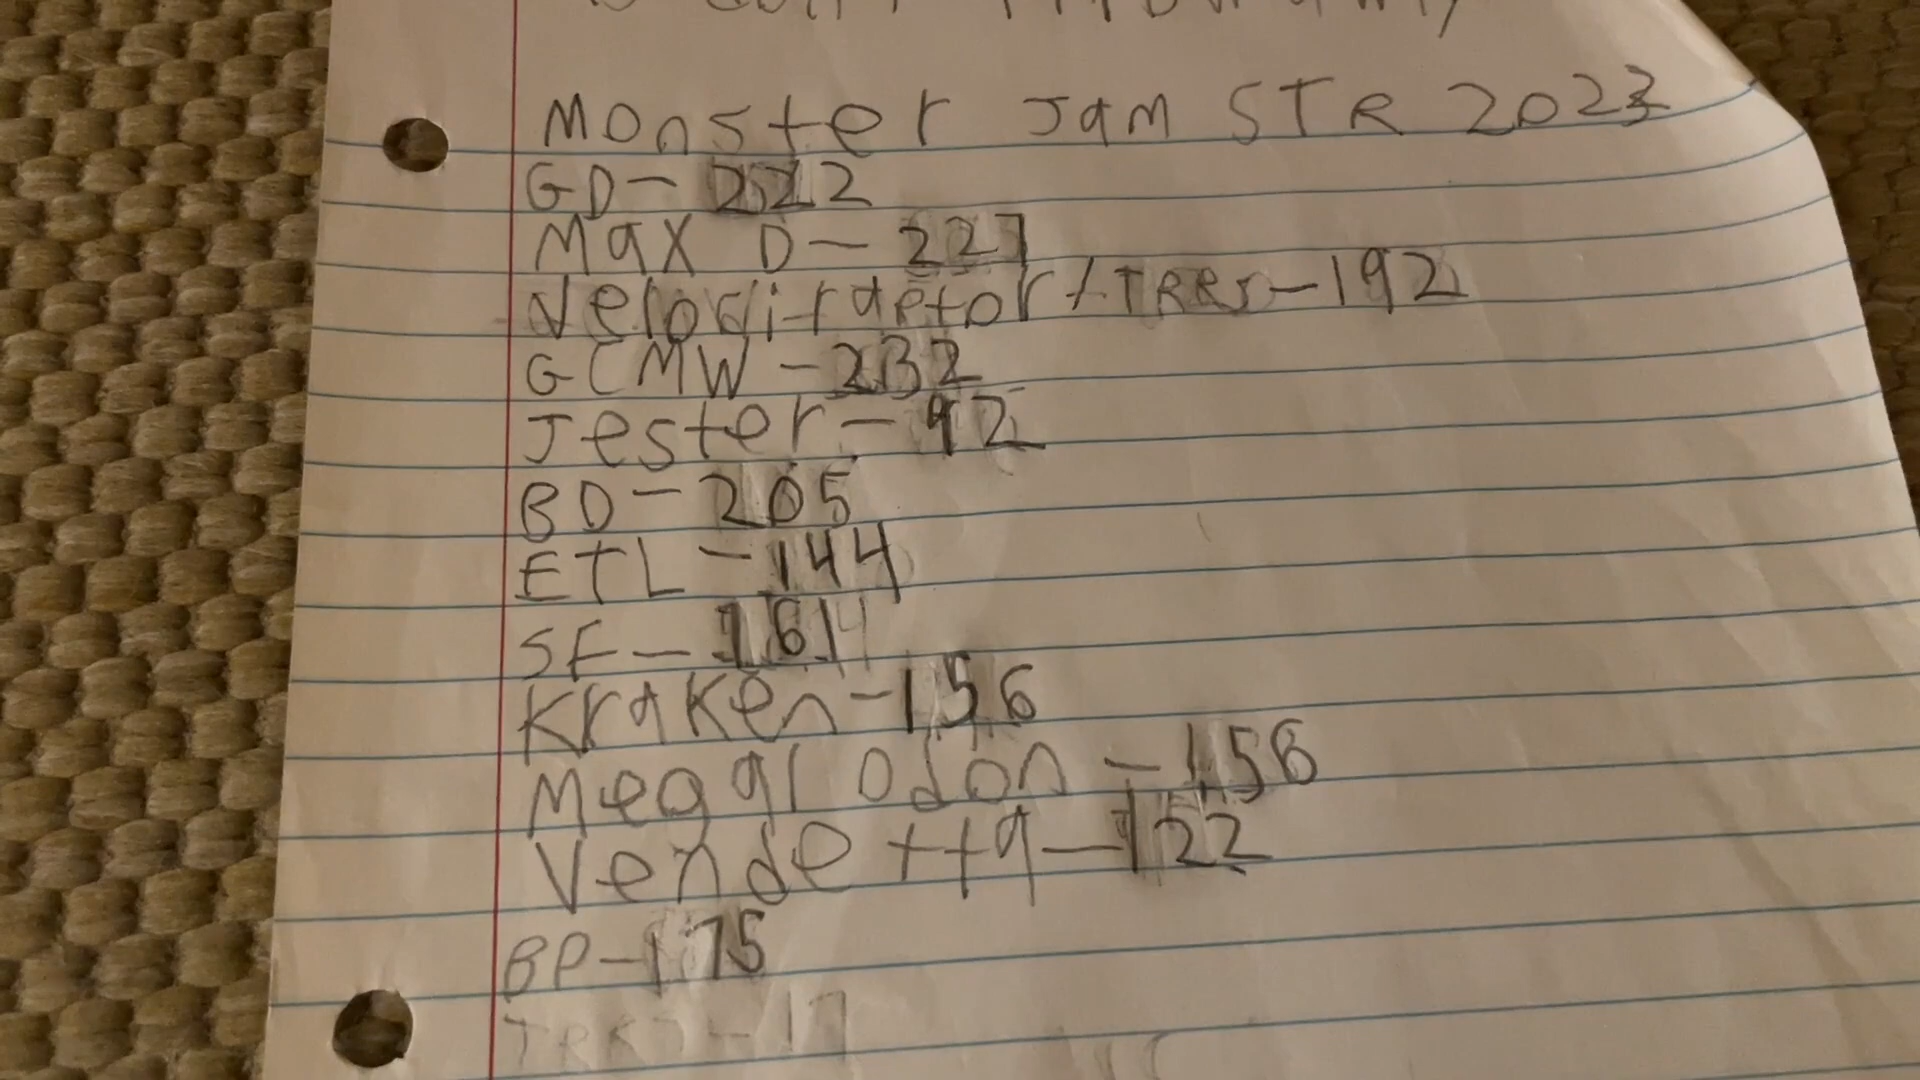 Monster Jam STR 2023
GD- 222
Max D- 227
Velociraptor/TRRs-192
GCMW-232
Jester- 92
BD-205
ETL-144
SF-161
Kraken-156
Meaglodon-156
Vendetta-122
BP-175